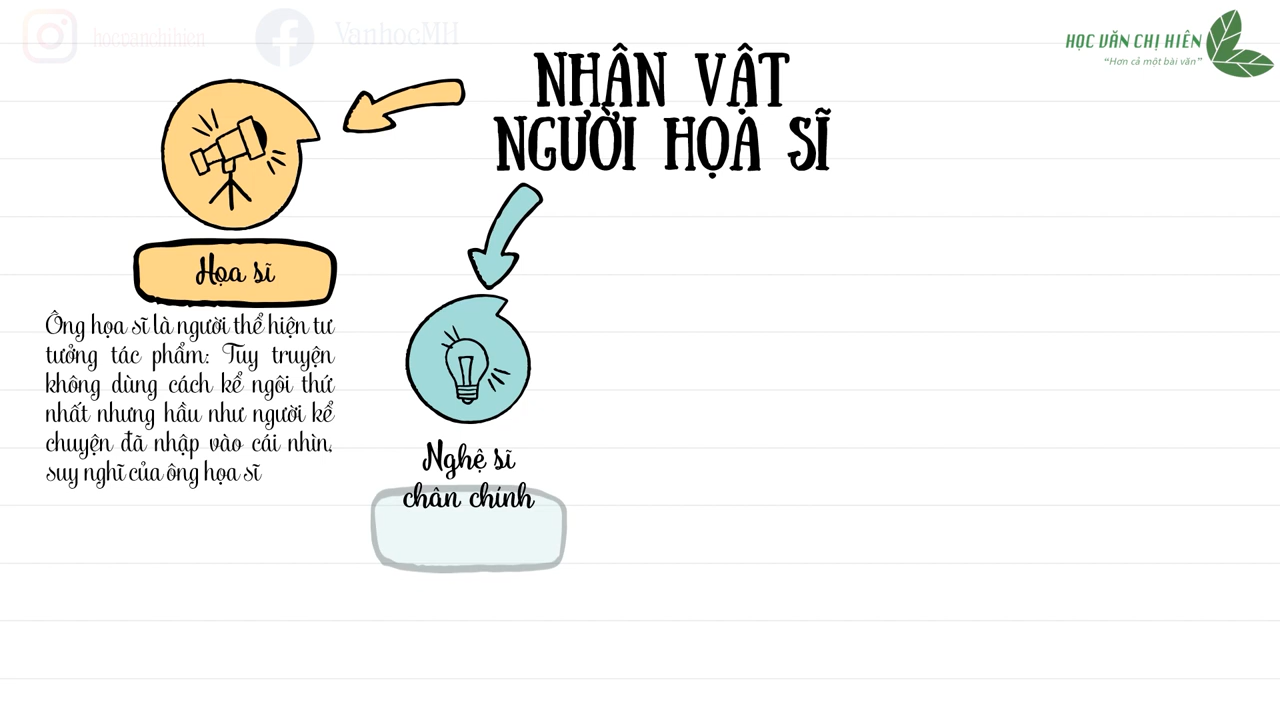 hocvanchihien
VanhocMH
HỌC VĂN CHỊ HIÊN
“Hơn cả một bài văn”
NHÂN VẬT
NGƯỜI HỌA SĨ
Họa sĩ
Ông họa sĩ là người thể hiện tư
tưởng tác phẩm: Tuy truyện
không dùng cách kể ngôi thứ
nhất nhưng hầu như người kể
chuyện đã nhập vào cái nhìn,
suy nghĩ của ông họa sĩ
Nghệ sĩ
chân chính